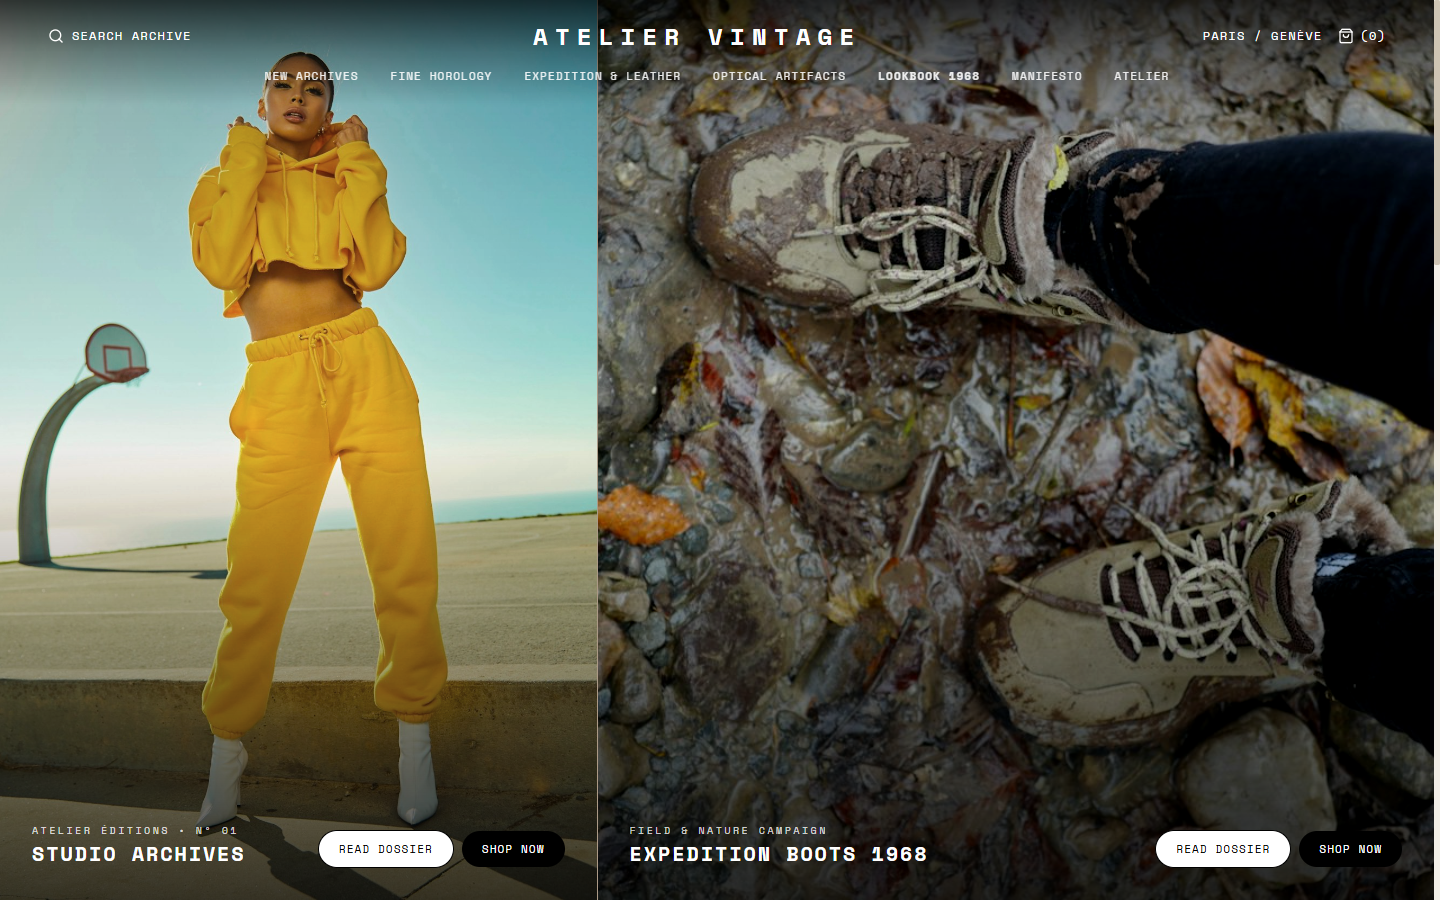 SEARCH ARCHIVE
ATELIER VINTAGE
PARIS / GENÈVE
(0)
NEW ARCHIVES
FINE HOROLOGY
EXPEDITION & LEATHER
OPTICAL ARTIFACTS
LOOKBOOK 1968
MANIFESTO
ATELIER
ATELIER ÉDITIONS • N° 01
STUDIO ARCHIVES
READ DOSSIER
SHOP NOW
FIELD & NATURE CAMPAIGN
EXPEDITION BOOTS 1968
READ DOSSIER
SHOP NOW